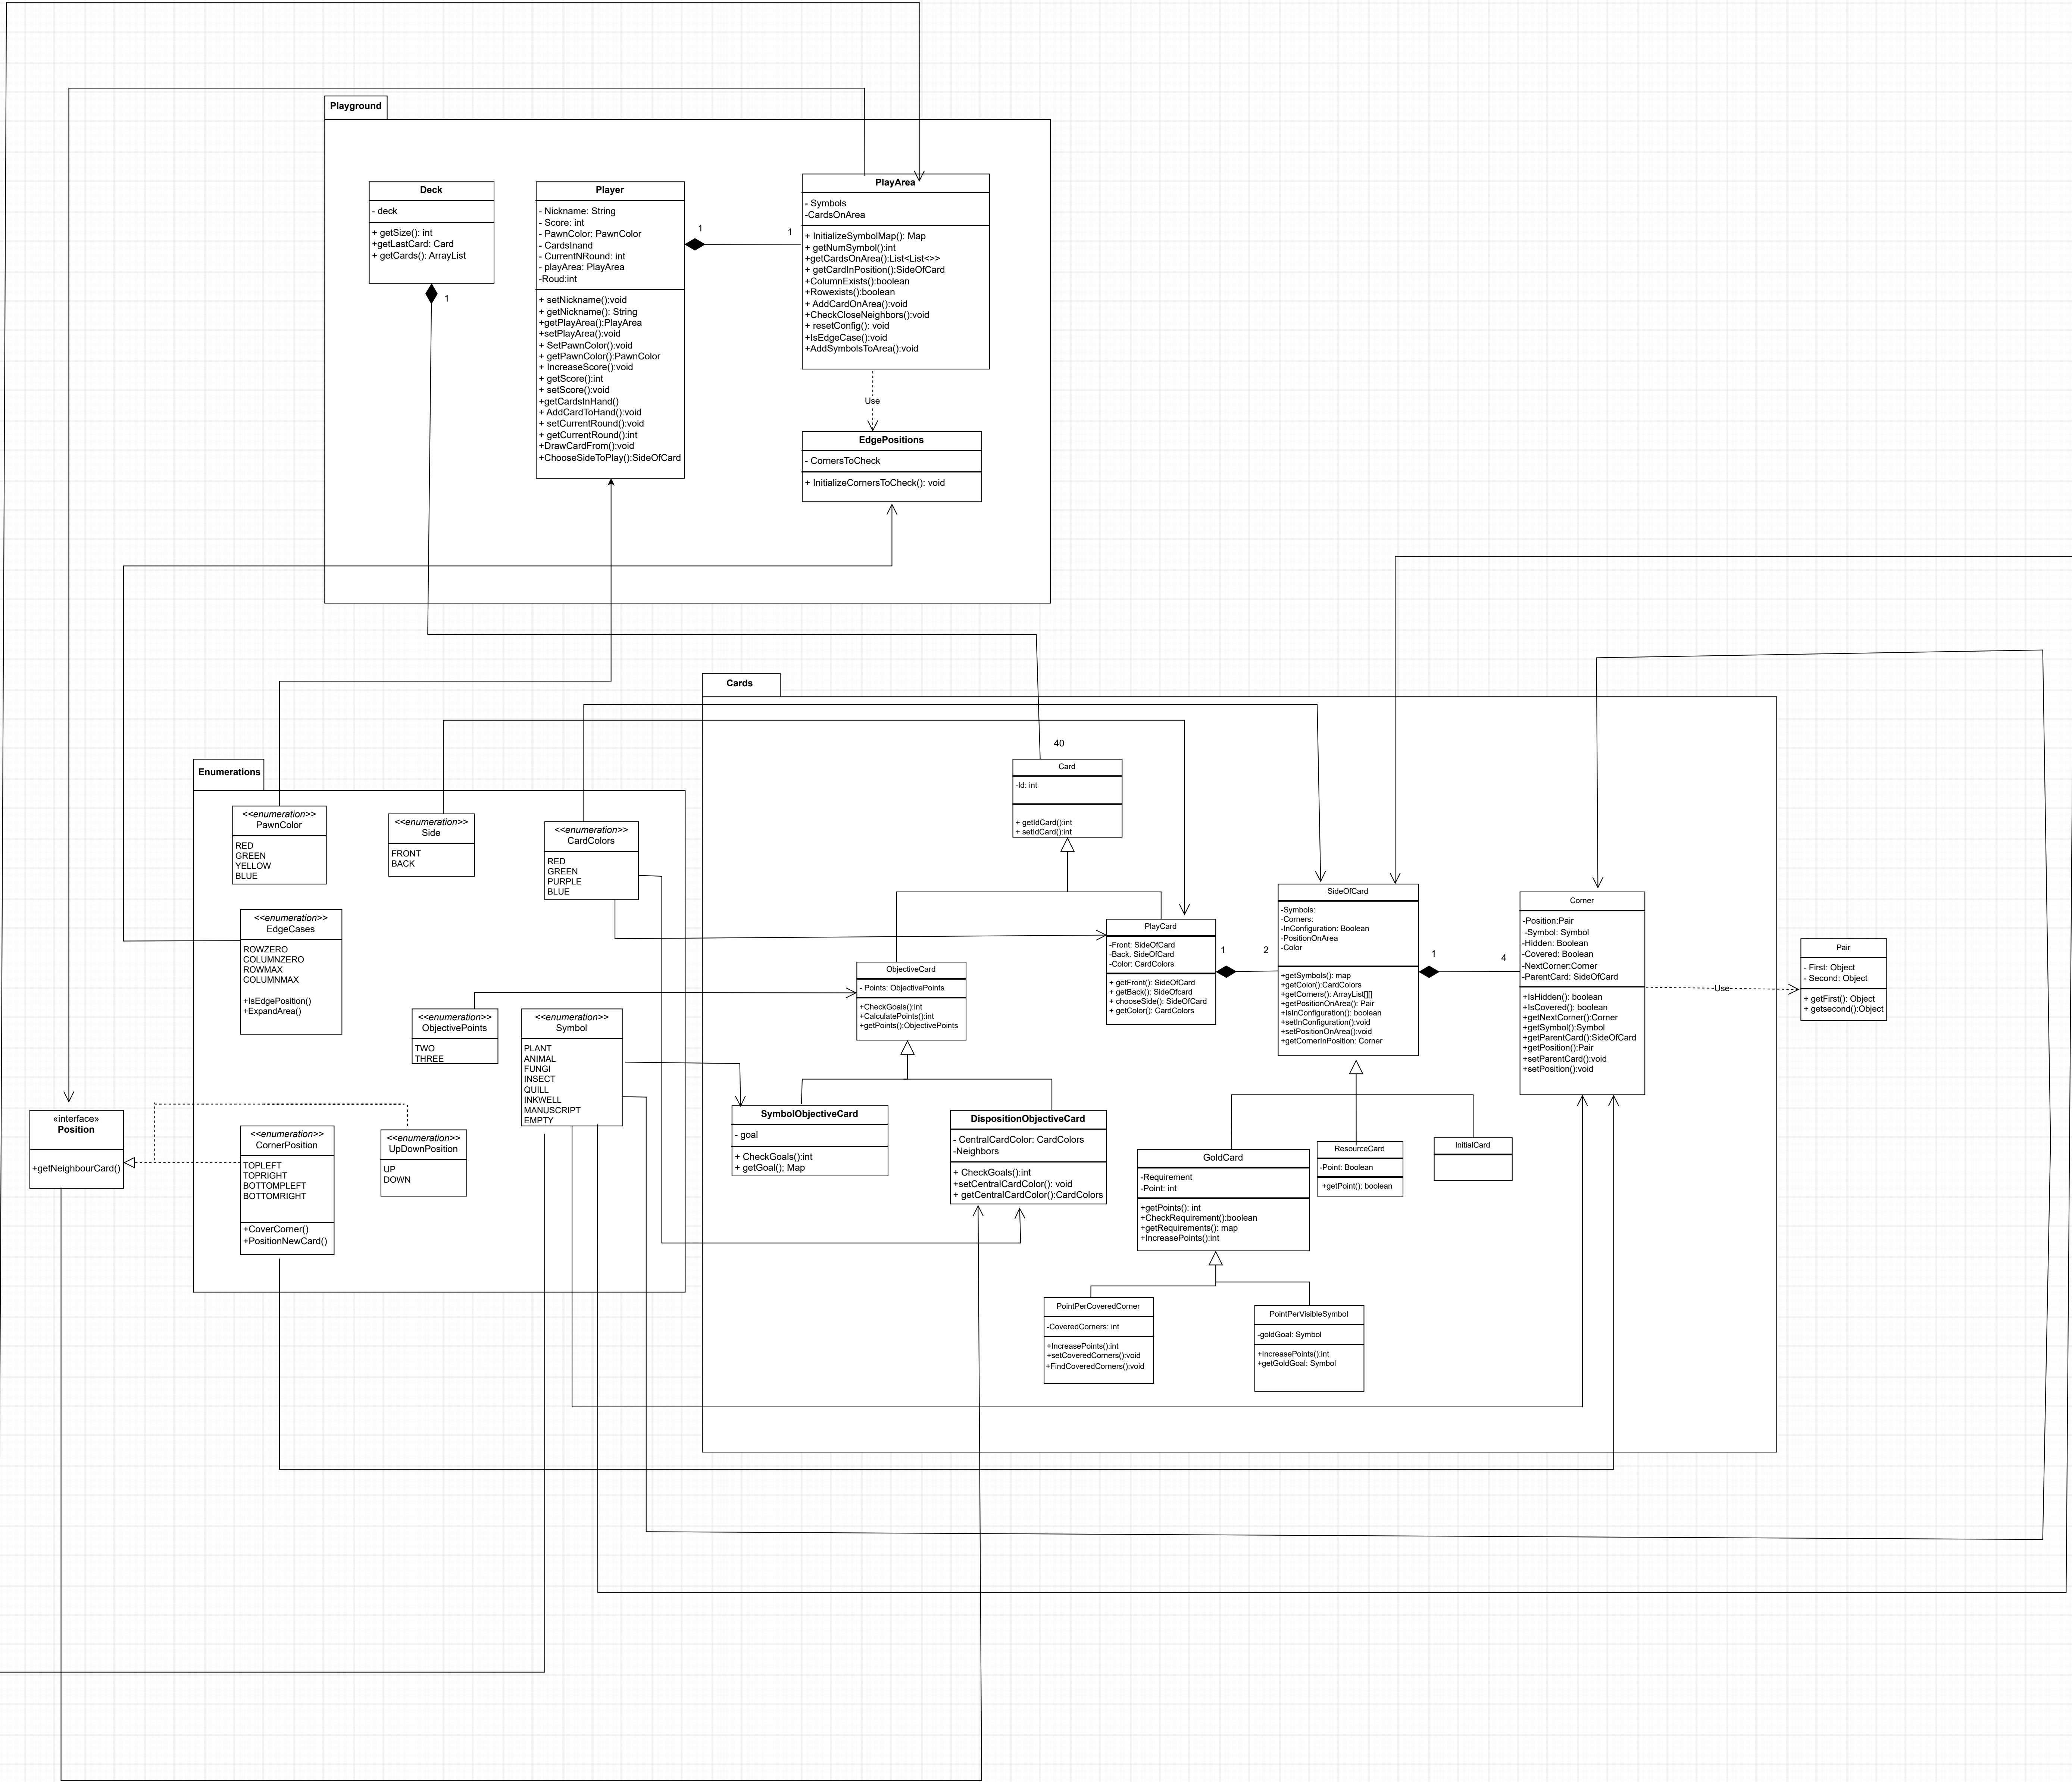 Playground
Deck
- deck
+ getSize(): int
+getLastCard: Card
+ getCards(): ArrayList
1
Player
- Nickname: String
- Score: int
- PawnColor: PawnColor
- CardsInand
- CurrentNRound: int
- playArea: PlayArea
-Roud:int
+ setNickname():void
+ getNickname(): String
+getPlayArea():PlayArea
+setPlayArea():void
+ SetPawnColor():void
+ getPawnColor():PawnColor
+ IncreaseScore():void
+ getScore():int
+ setScore():void
+getCardsInHand()
+ AddCardToHand():void
+ setCurrentRound():void
+ getCurrentRound():int
+DrawCardFrom():void
+ChooseSideToPlay():SideOfCard
1
1
PlayArea
- Symbols
-CardsOnArea
+ InitializeSymbolMap(): Map
+ getNumSymbol():int
+getCardsOnArea():List<List<>>
+ getCardInPosition():SideOfCard
+ColumnExists():boolean
+Rowexists():boolean
+ AddCardOnArea():void
+CheckCloseNeighbors():void
+ resetConfig(): void
+IsEdgeCase():void
+AddSymbolsToArea():void
Use
EdgePositions
- CornersToCheck
+ InitializeCornersToCheck(): void
Enumerations
<<enumeration>>
PawnColor
RED
GREEN
YELLOW
BLUE
<<enumeration>>
Side
FRONT
BACK
<<enumeration>>
CardColors
RED
GREEN
PURPLE
BLUE
<<enumeration>>
EdgeCases
ROWZERO
COLUMNZERO
ROWMAX
COLUMNMAX
+IsEdgePosition()
+ExpandArea()
<<enumeration>>
ObjectivePoints
TWO
THREE
<<enumeration>>
Symbol
PLANT
ANIMAL
FUNGI
INSECT
QUILL
INKWELL
MANUSCRIPT
EMPTY
«interface»
Position
+getNeighbourCard()
<<enumeration>>
CornerPosition
TOPLEFT
TOPRIGHT
BOTTOMPLEFT
BOTTOMRIGHT
+CoverCorner()
+PositionNewCard()
<<enumeration>>
UpDownPosition
UP
DOWN
Cards
40
Card
-Id: int
+ getIdCard():int
+ setIdCard():int
ObjectiveCard
- Points: ObjectivePoints
+CheckGoals():int
+CalculatePoints():int
+getPoints():ObjectivePoints
PlayCard
-Front: SideOfCard
-Back. SideOfCard
-Color: CardColors
+ getFront(): SideOfCard
+ getBack(): SideOfcard
+ chooseSide(): SideOfCard
+ getColor(): CardColors
1
2
SideOfCard
-Symbols:
-Corners:
-InConfiguration: Boolean
-PositionOnArea
-Color
+getSymbols(): map
+getColor():CardColors
+getCorners(): ArrayList[][]
+getPositionOnArea(): Pair
+IsInConfiguration(): boolean
+setInConfiguration():void
+setPositionOnArea():void
+getCornerInPosition: Corner
1
4
Corner
-Position:Pair
-Symbol: Symbol
-Hidden: Boolean
-Covered: Boolean
-NextCorner:Corner
-ParentCard: SideOfCard
+IsHidden(): boolean
+IsCovered(): boolean
+getNextCorner():Corner
+getSymbol():Symbol
+getParentCard():SideOfCard
+getPosition():Pair
+setParentCard():void
+setPosition():void
Use
Pair
- First: Object
- Second: Object
+ getFirst(): Object
+ getsecond():Object
SymbolObjectiveCard
- goal
+ CheckGoals():int
+ getGoal(); Map
DispositionObjectiveCard
- CentralCardColor: CardColors
-Neighbors
+ CheckGoals():int
+setCentralCardColor(): void
+ getCentralCardColor():CardColors
GoldCard
-Requirement
-Point: int
+getPoints(): int
+CheckRequirement():boolean
+getRequirements(): map
+IncreasePoints():int
ResourceCard
-Point: Boolean
+getPoint(): boolean
InitialCard
PointPerCoveredCorner
-CoveredCorners: int
+IncreasePoints():int
+setCoveredCorners():void
+FindCoveredCorners():void
PointPerVisibleSymbol
-goldGoal: Symbol
+IncreasePoints():int
+getGoldGoal: Symbol